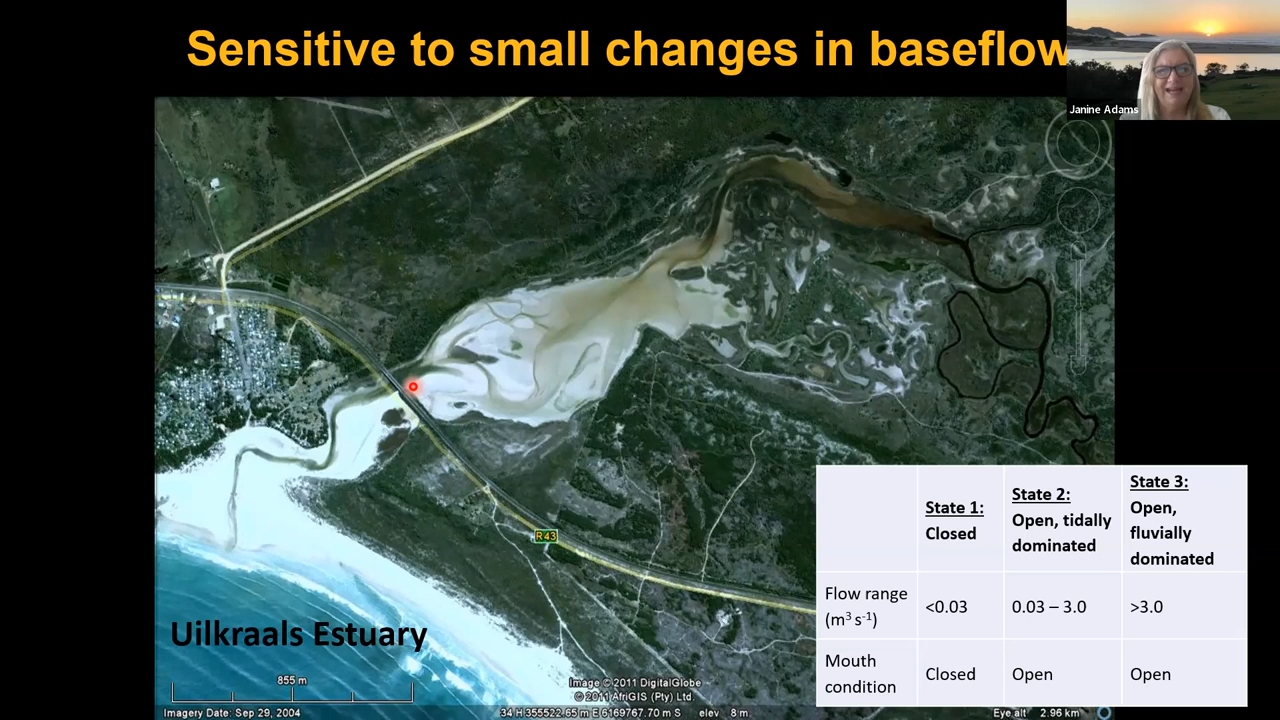 Sensitive to small changes in baseflow
Janine Adams
R43
State 1:
Closed
State 2:
Open, tidally
dominated
State 3:
Open,
fluvially
dominated
Flow range
(m³ s⁻¹)
<0.03
0.03 – 3.0
>3.0
Mouth
condition
Closed
Open
Open
Uilkraals Estuary
855 m
Image © 2011 DigitalGlobe
© 2011 AfriGIS (Pty) Ltd.
Imagery Date: Sep 29, 2004
34 H 355522.65 m E 6169767.70 m S elev 8 m
Eye alt 2.96 km